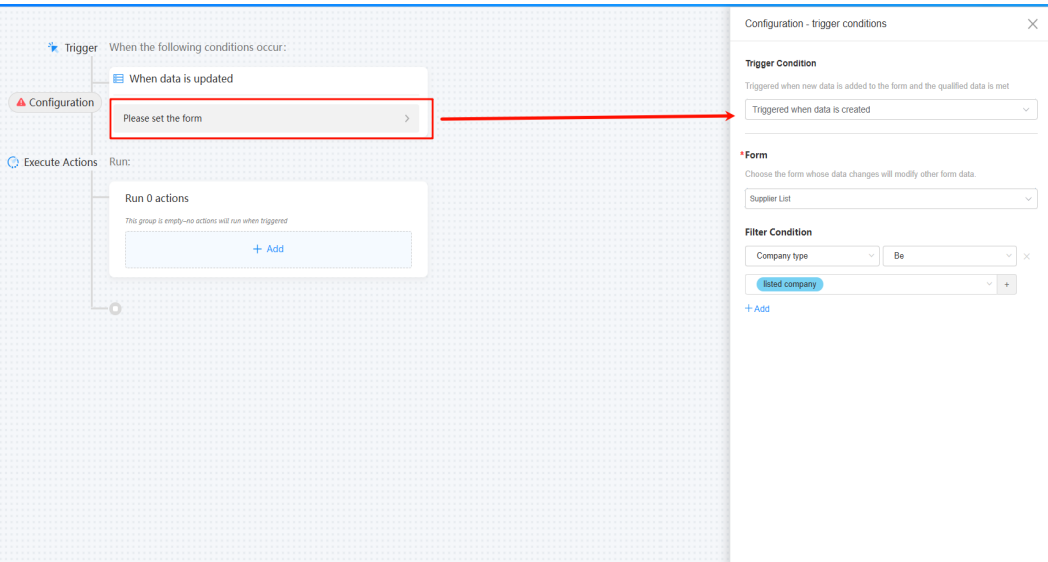 Trigger When the following conditions occur:
When data is updated
Configuration
Please set the form
Execute Actions Run:
Run 0 actions
This group is empty–no actions will run when triggered
+ Add
Configuration - trigger conditions
Trigger Condition
Triggered when new data is added to the form and the qualified data is met
Triggered when data is created
*Form
Choose the form whose data changes will modify other form data.
Supplier List
Filter Condition
Company type Be
listed company +
+ Add